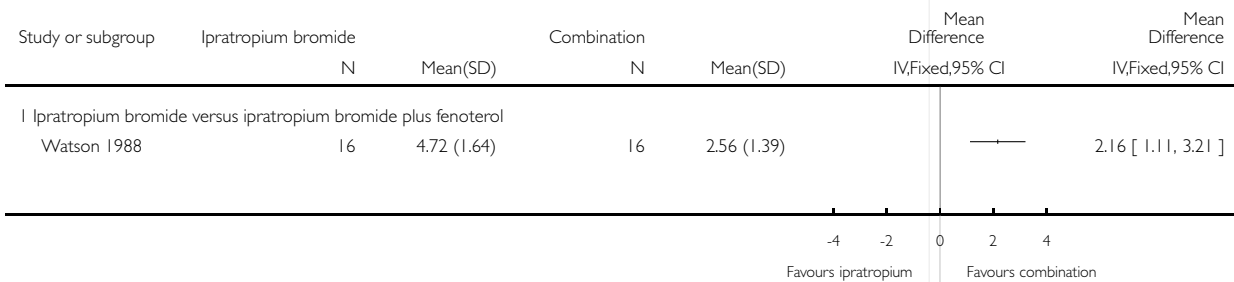 Study or subgroup Ipratropium bromide Combination Mean Difference Mean Difference
N Mean(SD) N Mean(SD) IV,Fixed,95% CI IV,Fixed,95% CI
1 Ipratropium bromide versus ipratropium bromide plus fenoterol
Watson 1988 16 4.72 (1.64) 16 2.56 (1.39) 2.16 [ 1.11, 3.21 ]
-4 -2 0 2 4
Favours ipratropium Favours combination